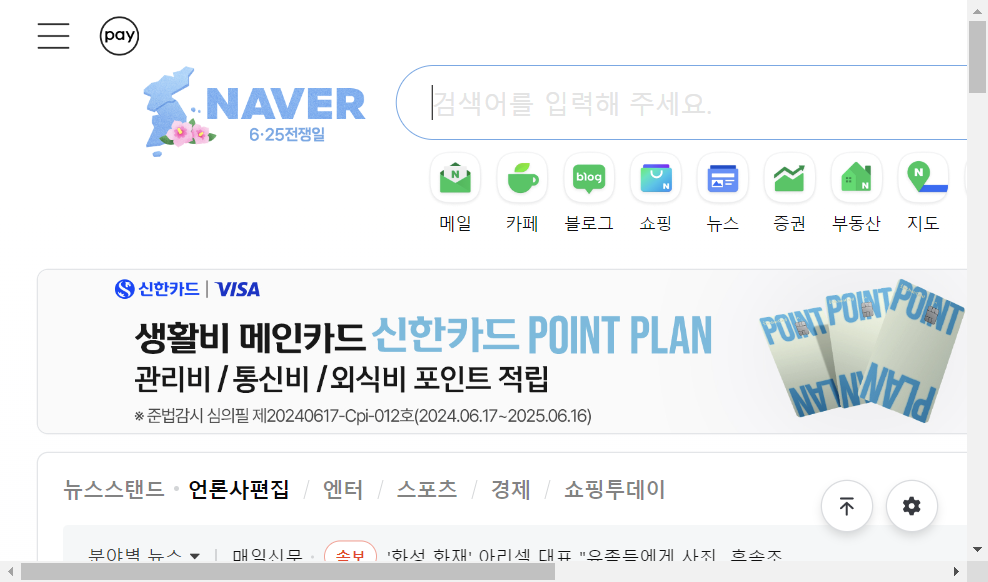 pay
NAVER
6·25전쟁일
검색어를 입력해 주세요.
N blog N N N
메일 카페 블로그 쇼핑 뉴스 증권 부동산 지도
신한카드 | VISA
생활비 메인카드 신한카드 POINT PLAN
관리비 / 통신비 / 외식비 포인트 적립
※ 준법감시 심의필 제20240617-Cpi-012호(2024.06.17~2025.06.16)
POINT POINT POINT
PLAN PLAN
뉴스스탠드 · 언론사편집 / 엔터 / 스포츠 / 경제 / 쇼핑투데이
분야별 뉴스 | 매일신문 · 속보 '화성 화재' 아리셀 대표 "유족들에게 사죄